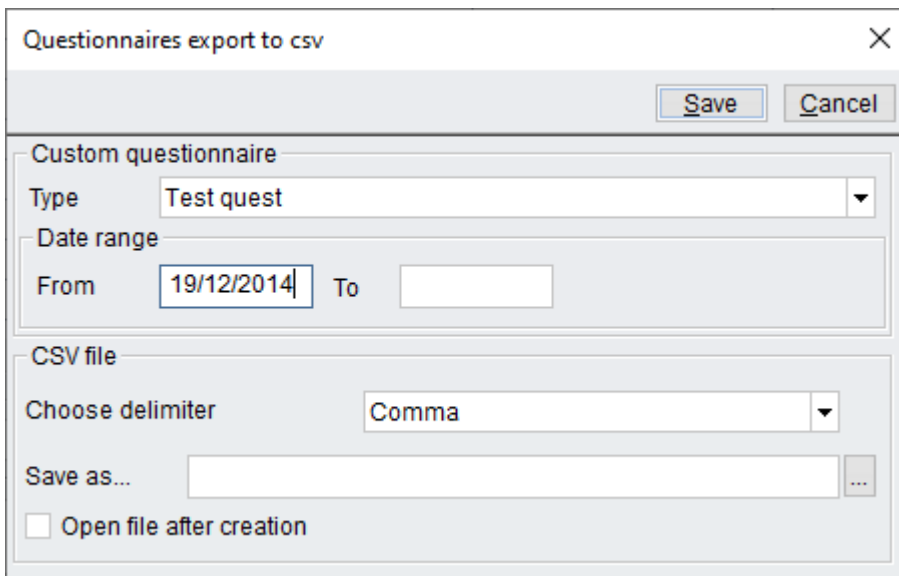 Questionnaires export to csv
Save Cancel
Custom questionnaire
Type Test quest
Date range
From 19/12/2014 To
CSV file
Choose delimiter Comma
Save as... ...
Open file after creation